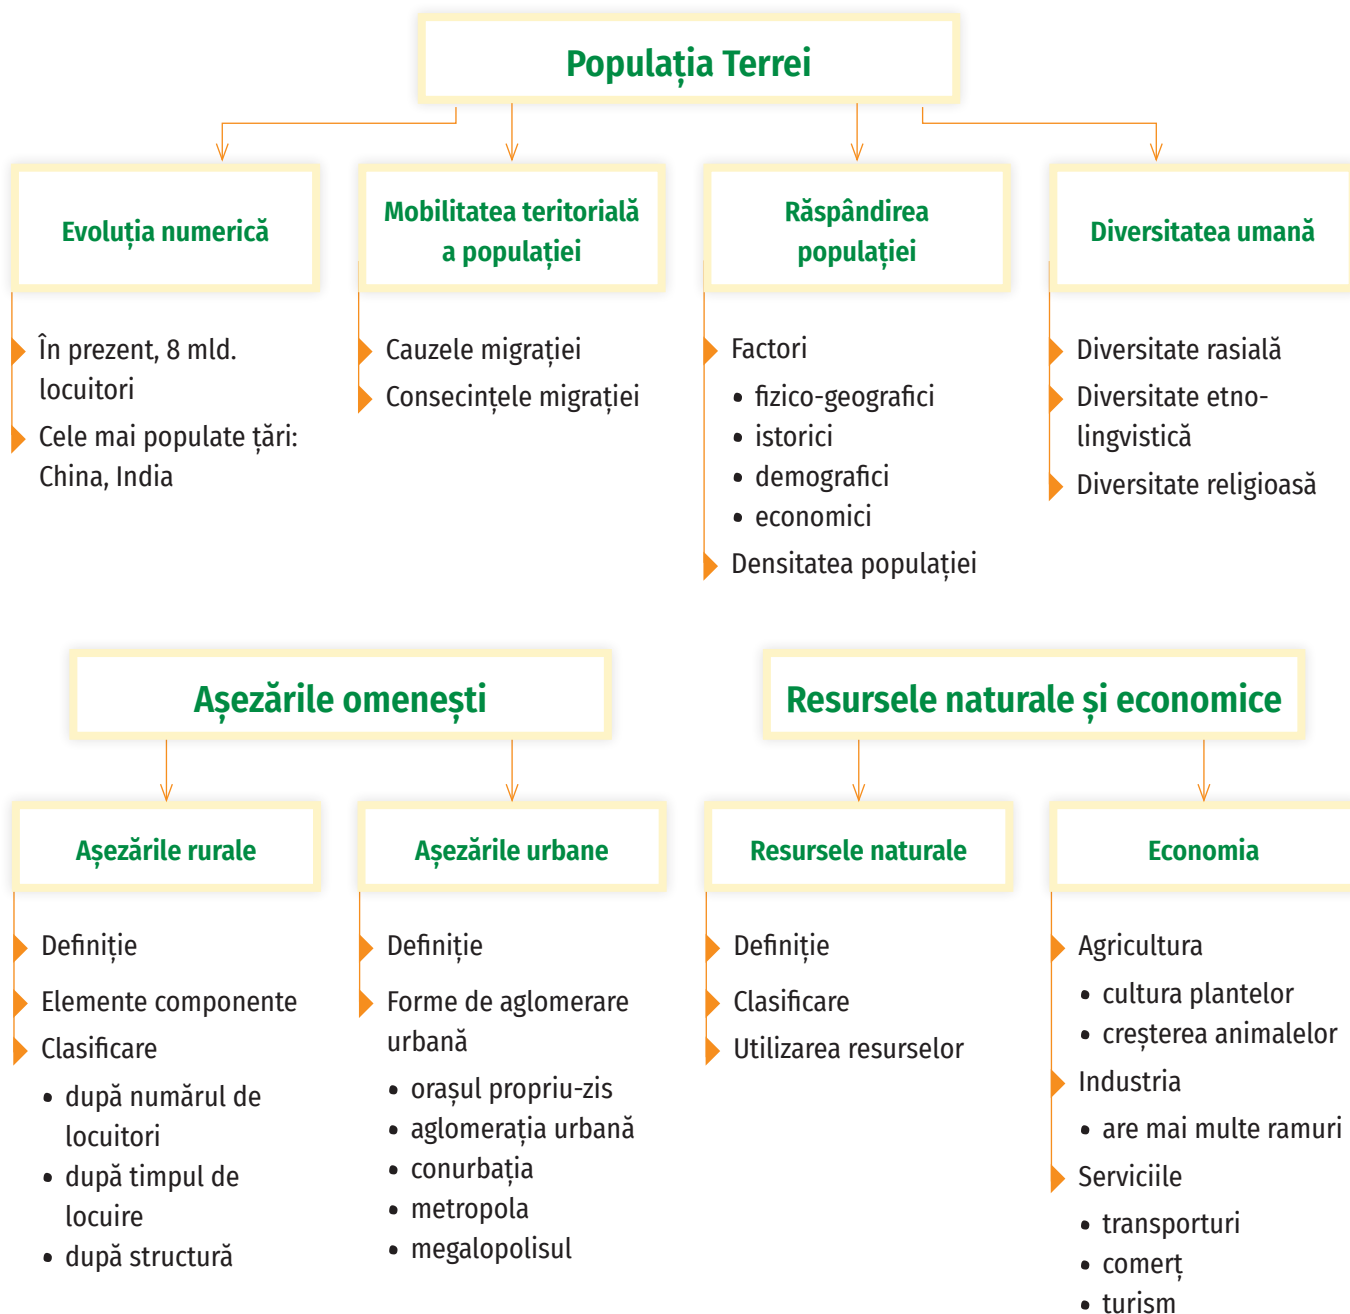 Populația Terrei
Evoluția numerică
În prezent, 8 mld.
locuitori
Cele mai populate țări:
China, India
Mobilitatea teritorială
a populației
Cauzele migrației
Consecințele migrației
Răspândirea
populației
Factori
• fizico-geografici
• istorici
• demografici
• economici
Densitatea populației
Diversitatea umană
Diversitate rasială
Diversitate etno-
lingvistică
Diversitate religioasă
Așezările omenești
Așezările rurale
Definiție
Elemente componente
Clasificare
• după numărul de
locuitori
• după timpul de
locuire
• după structură
Așezările urbane
Definiție
Forme de aglomerare
urbană
• orașul propriu-zis
• aglomerația urbană
• conurbația
• metropola
• megalopolisul
Resursele naturale și economice
Resursele naturale
Definiție
Clasificare
Utilizarea resurselor
Economia
Agricultura
• cultura plantelor
• creșterea animalelor
Industria
• are mai multe ramuri
Serviciile
• transporturi
• comerț
• turism